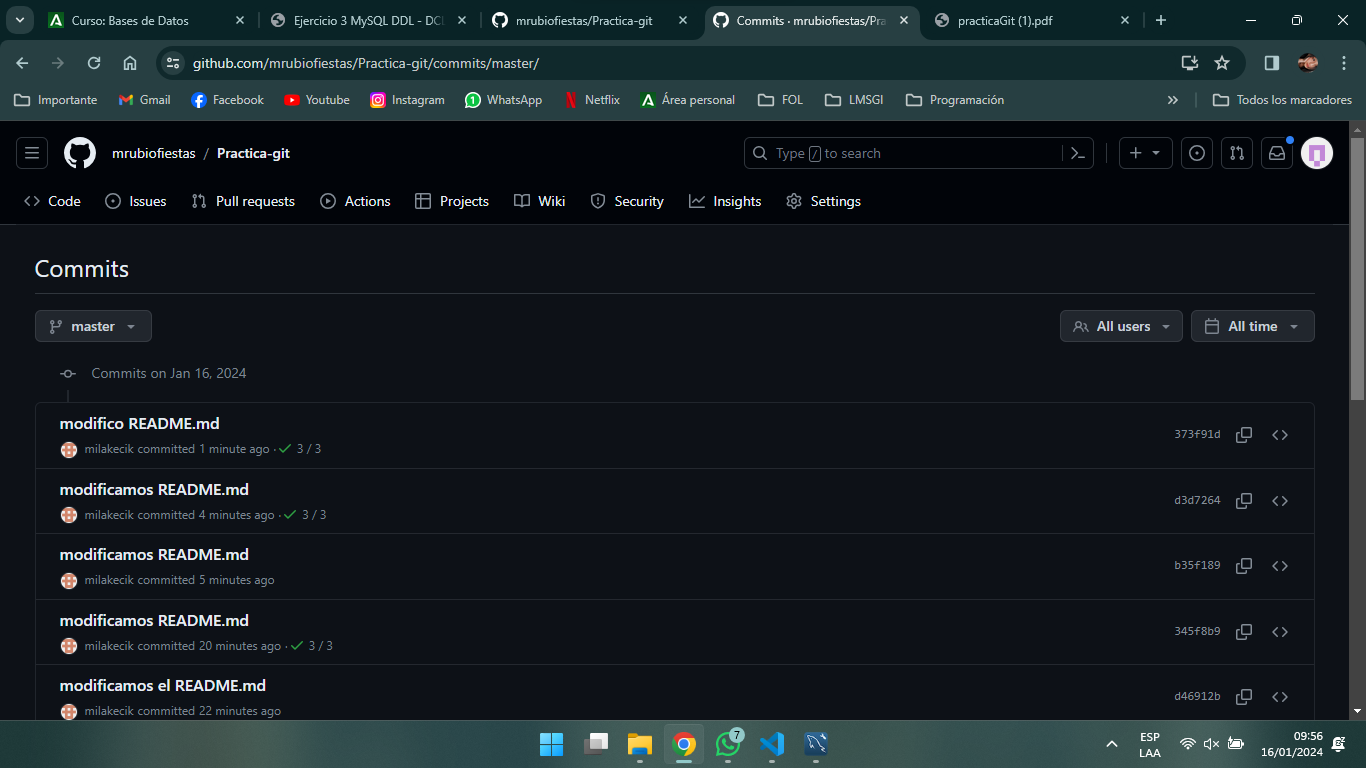 Curso: Bases de Datos
Ejercicio 3 MySQL DDL - DCL
mrubiofiestas/Practica-git
Commits · mrubiofiestas/Pra
practicaGit (1).pdf
github.com/mrubiofiestas/Practica-git/commits/master/
Importante
Gmail
Facebook
Youtube
Instagram
1
WhatsApp
Netflix
Área personal
FOL
LMSGI
Programación
»
Todos los marcadores
mrubiofiestas / Practica-git
Type / to search
Code
Issues
Pull requests
Actions
Projects
Wiki
Security
Insights
Settings
Commits
master
All users
All time
Commits on Jan 16, 2024
modifico README.md
373f91d
milakecik committed 1 minute ago · ✓ 3 / 3
modificamos README.md
d3d7264
milakecik committed 4 minutes ago · ✓ 3 / 3
modificamos README.md
b35f189
milakecik committed 5 minutes ago
modificamos README.md
345f8b9
milakecik committed 20 minutes ago · ✓ 3 / 3
modificamos el README.md
d46912b
milakecik committed 22 minutes ago
7
ESP
LAA
09:56
16/01/2024